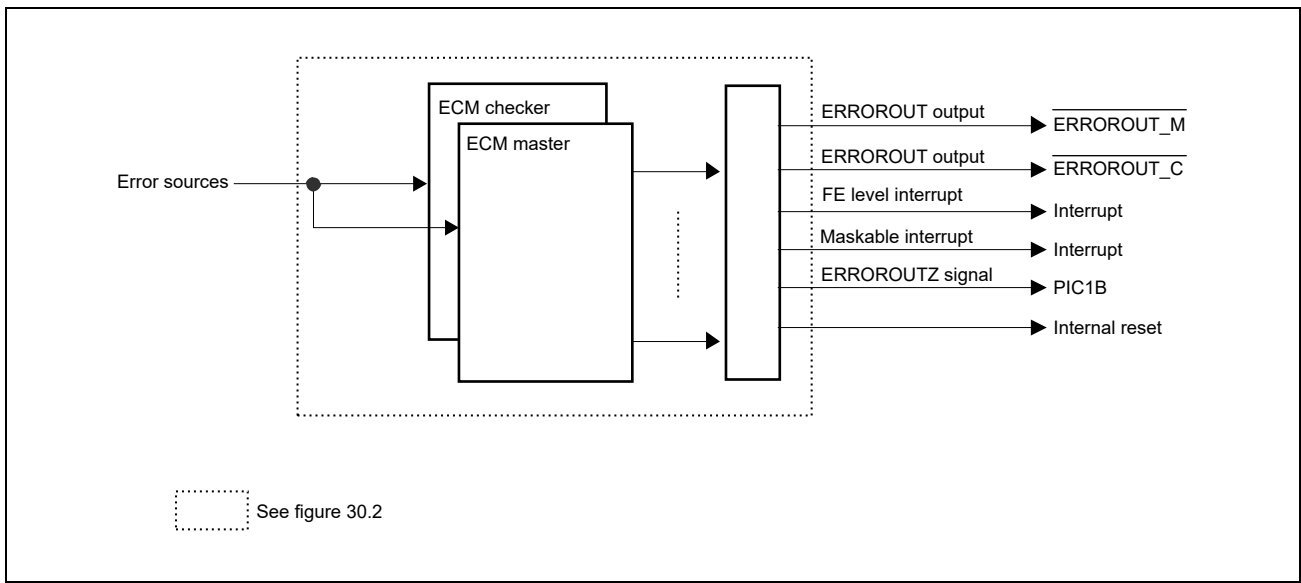 ECM checker
ECM master
Error sources
ERROROUT output
ERROROUT_M
ERROROUT output
ERROROUT_C
FE level interrupt
Interrupt
Maskable interrupt
Interrupt
ERROROUTZ signal
PIC1B
Internal reset
See figure 30.2